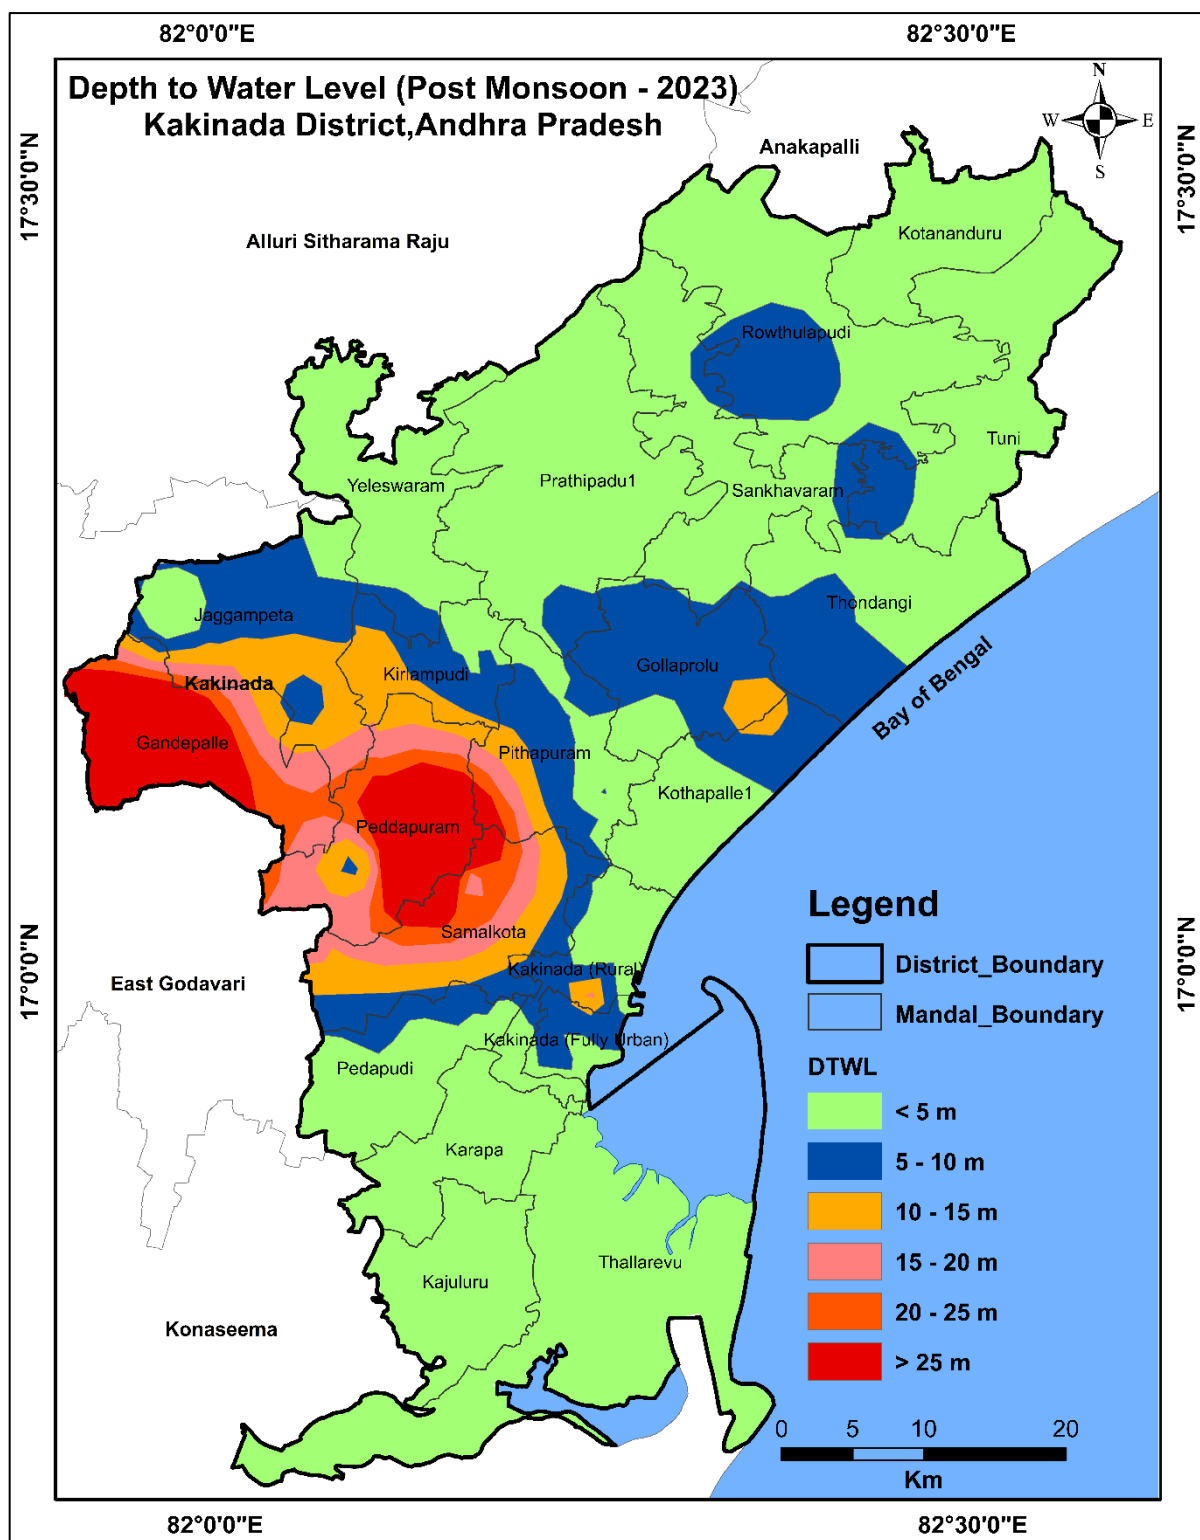 82°0'0"E
82°30'0"E
Depth to Water Level (Post Monsoon - 2023)
Kakinada District,Andhra Pradesh
N
W
E
S
17°30'0"N
17°30'0"N
Anakapalli
Kotananduru
Alluri Sitharama Raju
Rowthulapudi
Tuni
Prathipadu1
Yeleswaram
Sankhavaram
Thondangi
Jaggampeta
Gollaprolu
Kirlampudi
Kakinada
Bay of Bengal
Gandepalle
Pithapuram
Kothapalle1
Peddapuram
Samalkota
Kakinada (Rural)
East Godavari
17°0'0"N
17°0'0"N
Kakinada (Fully Urban)
Pedapudi
Karapa
Thallarevu
Kajuluru
Konaseema
Legend
District_Boundary
Mandal_Boundary
DTWL
< 5 m
5 - 10 m
10 - 15 m
15 - 20 m
20 - 25 m
> 25 m
0 5 10 20
Km
82°0'0"E
82°30'0"E